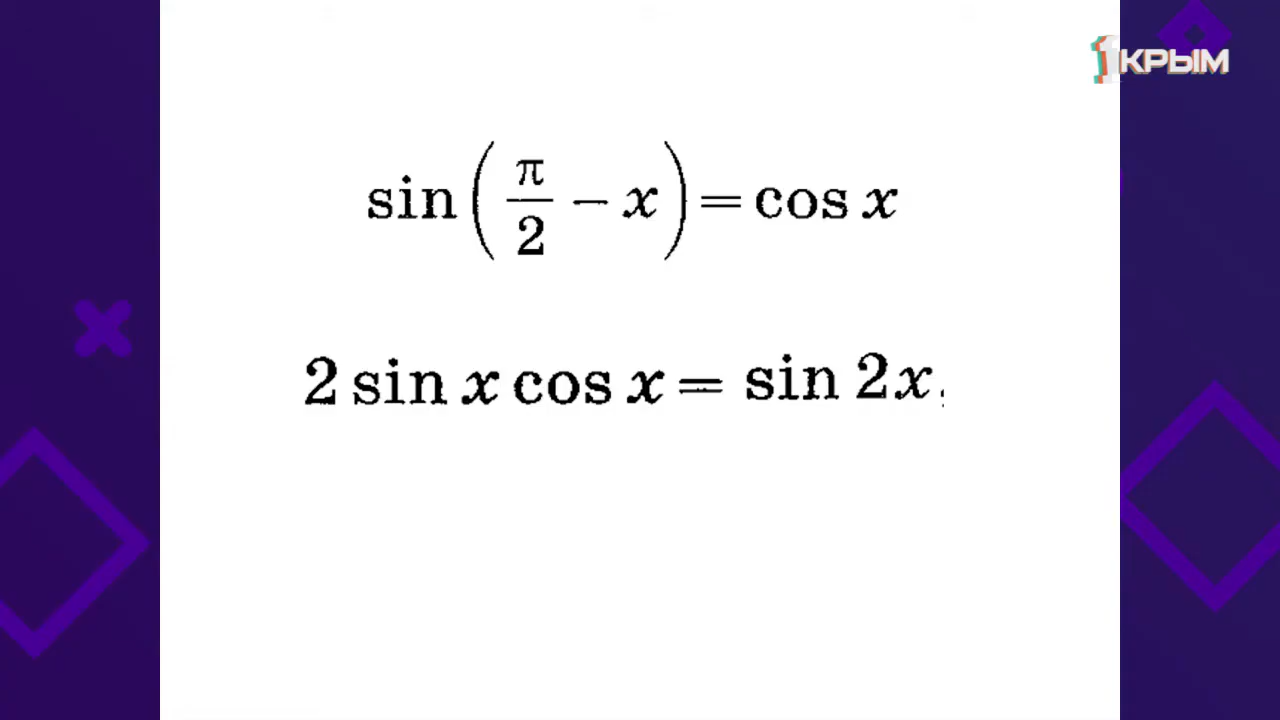 1КРЫМ
sin(π/2 − x) = cos x
2 sin x cos x = sin 2x,